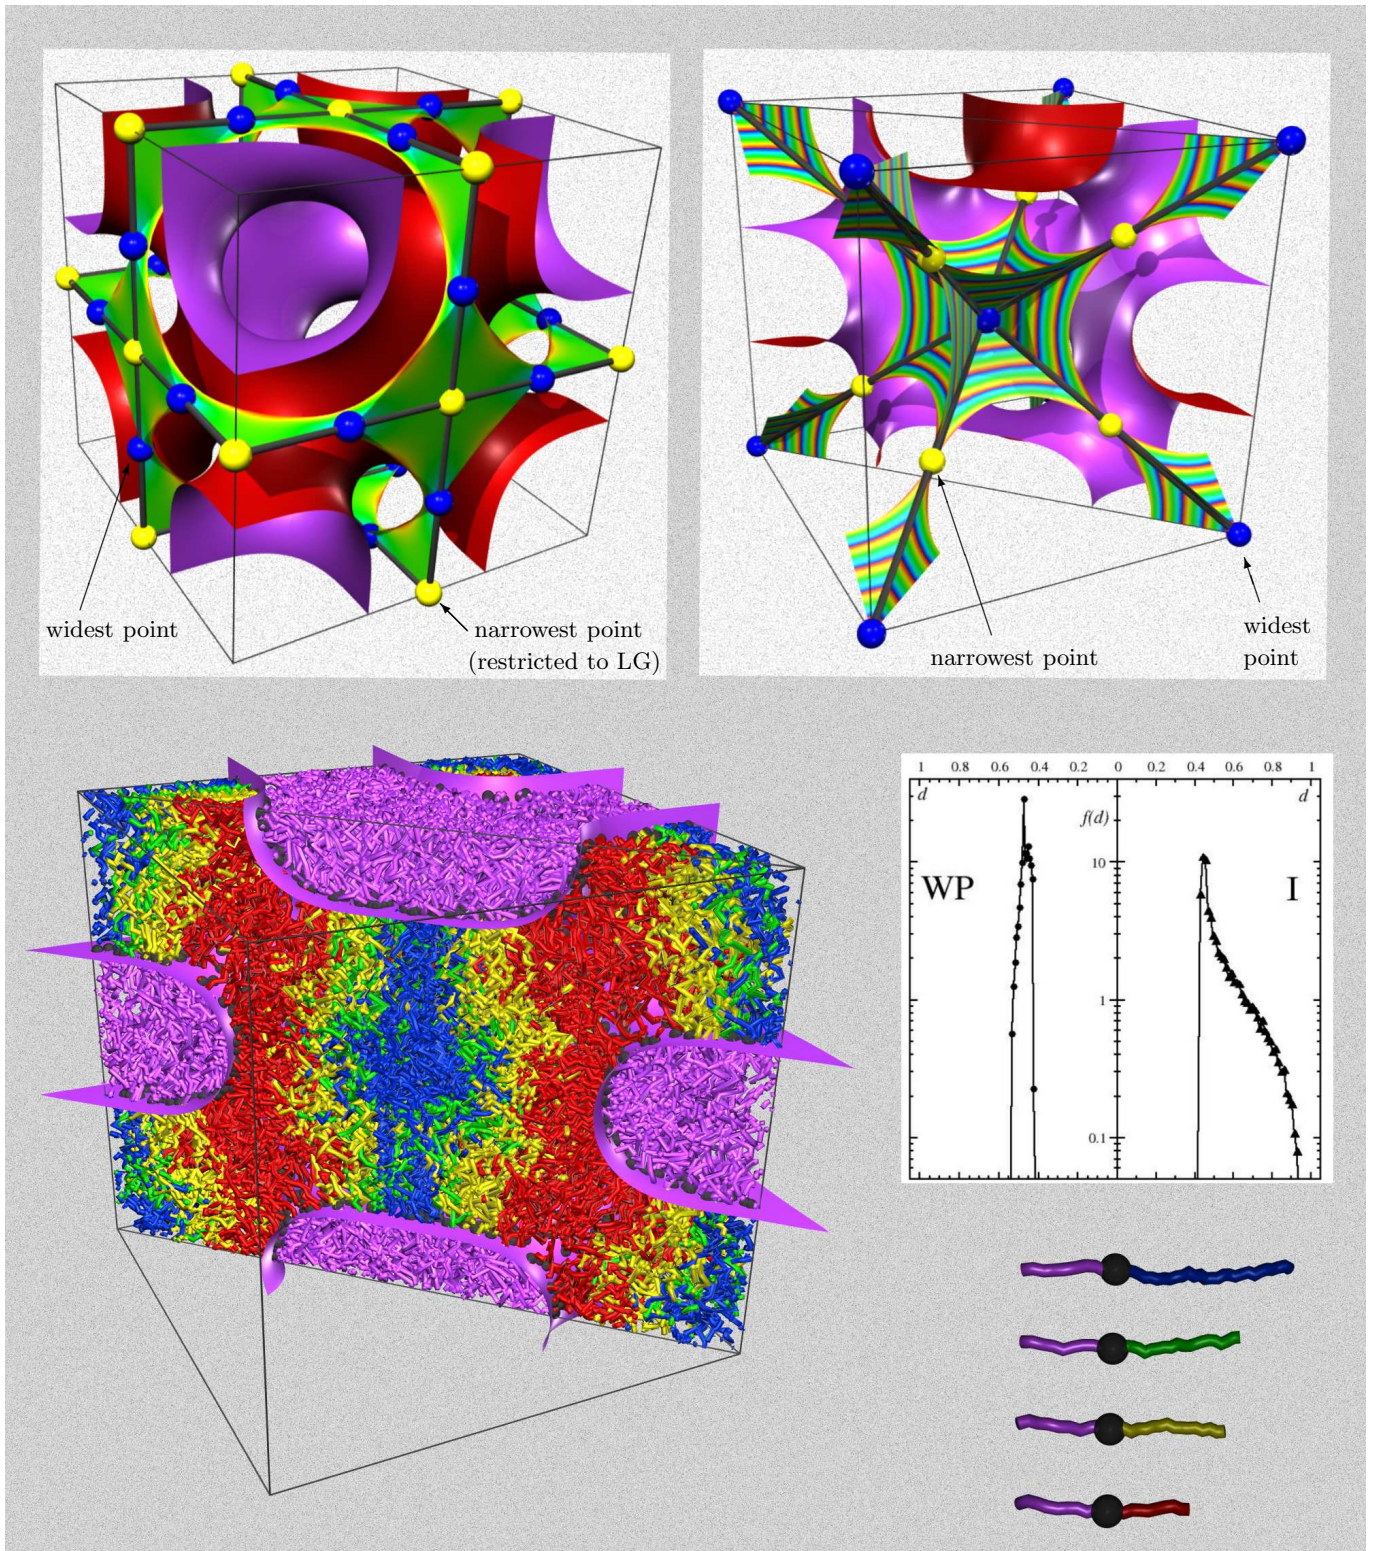 widest point
narrowest point
(restricted to LG)
narrowest point
widest
point
1 0.8 0.6 0.4 0.2 0 0.2 0.4 0.6 0.8 1
d
d
f(d)
10
WP
I
1
0.1